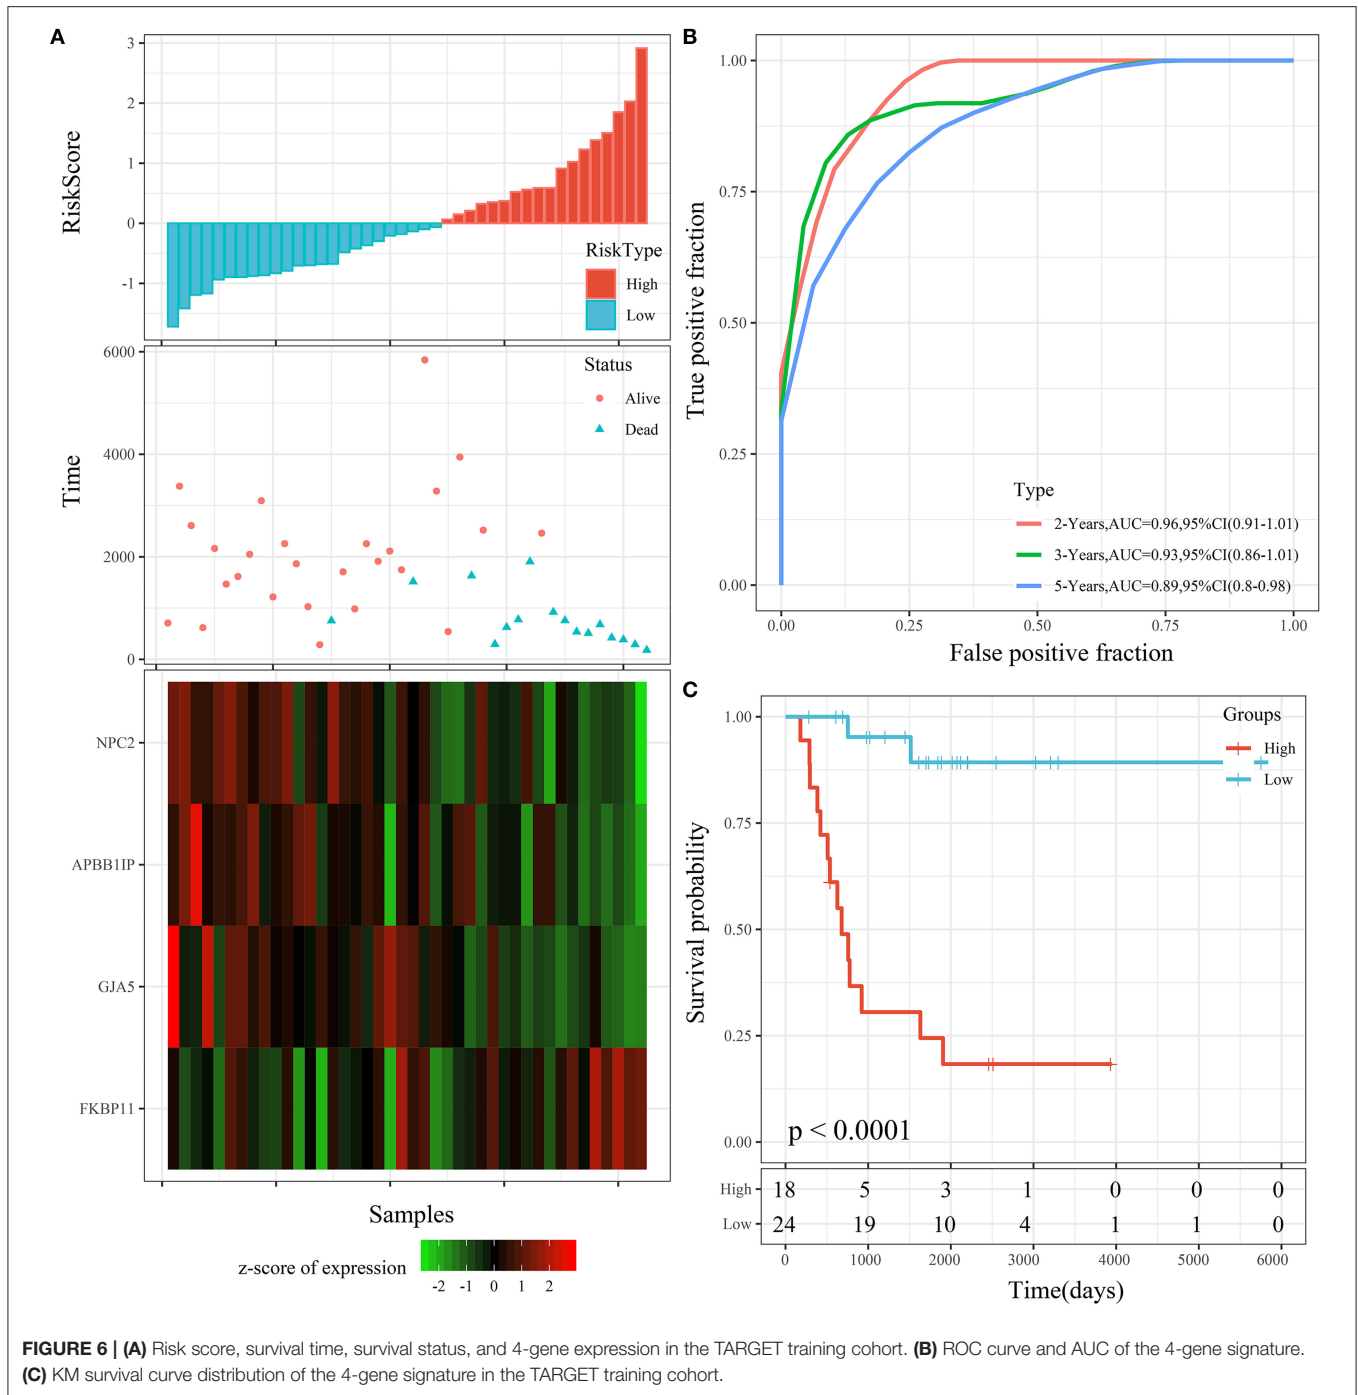 A
3
2
1
0
-1
RiskScore
RiskType
High
Low
6000
4000
2000
0
Time
Status
Alive
Dead
NPC2
APBB1IP
GJA5
FKBP11
Samples
z-score of expression
-2 -1 0 1 2
B
1.00
0.75
0.50
0.25
0.00
True positive fraction
Type
2-Years,AUC=0.96,95%CI(0.91-1.01)
3-Years,AUC=0.93,95%CI(0.86-1.01)
5-Years,AUC=0.89,95%CI(0.8-0.98)
0.00 0.25 0.50 0.75 1.00
False positive fraction
C
1.00
0.75
0.50
0.25
0.00
Survival probability
Groups
High
Low
p < 0.0001
High 18 5 3 1 0 0 0
Low 24 19 10 4 1 1 0
0 1000 2000 3000 4000 5000 6000
Time(days)
FIGURE 6 | (A) Risk score, survival time, survival status, and 4-gene expression in the TARGET training cohort. (B) ROC curve and AUC of the 4-gene signature.
(C) KM survival curve distribution of the 4-gene signature in the TARGET training cohort.